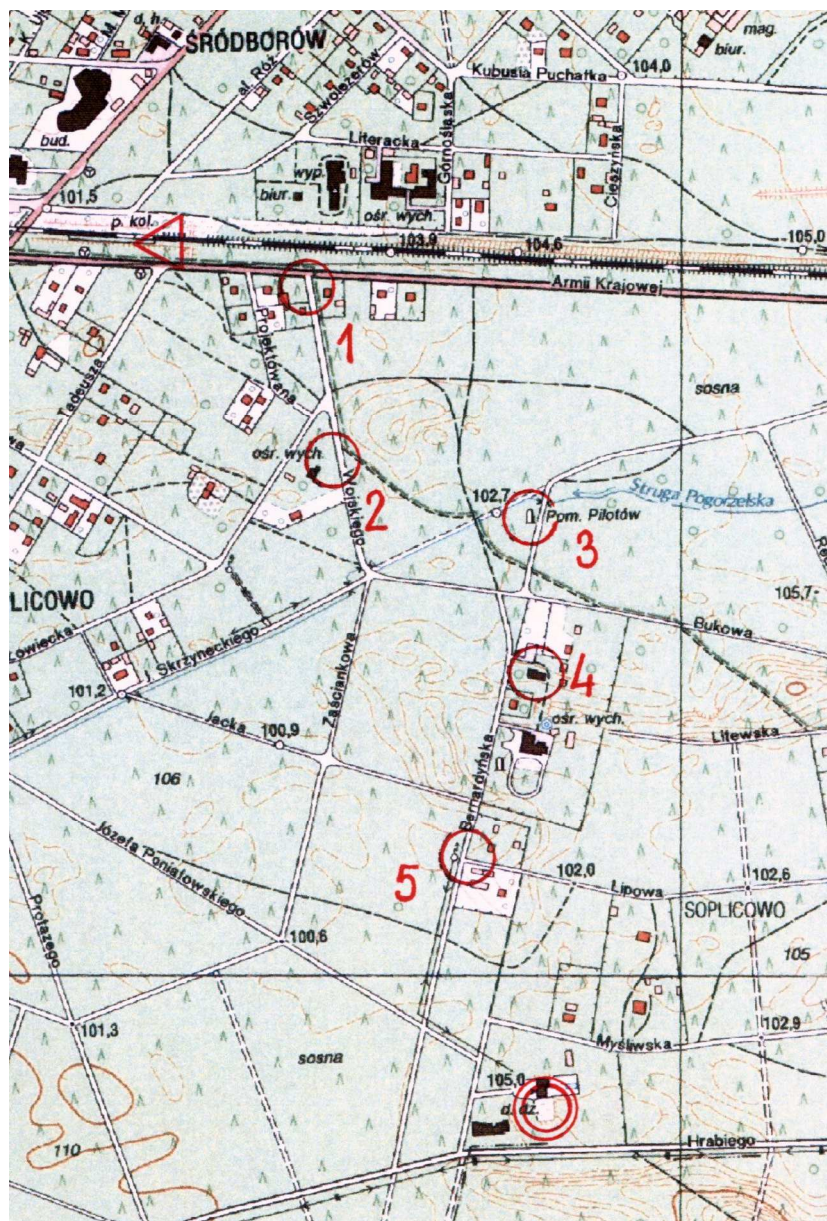 d. h.
ŚRÓDBORÓW
al. Róż
Szwoleżerów
mag.
biur.
Kubusia Puchatka
104,0
bud.
Literacka
Górnośląska
Cieszyńska
wyp.
biur.
ośr. wych.
101,5
p. kol.
103,9
104,6
105,0
Armii Krajowej
1
Projektowana
Tadeusza
sosna
ośr. wych.
2
Wojskiego
102,7
Struga Pogorzelska
Pom. Pilotów
3
LICOWO
105,7
Łowiecka
Skrzyneckiego
Bukowa
Zaściankowa
4
101,2
Jacka
100,9
ośr. wych.
Litewska
106
Bernardyńska
Józefa Poniatowskiego
5
102,0
Lipowa
102,6
Protazego
SOPLICOWO
100,6
105
101,3
102,9
Myśliwska
sosna
105,0
d. dz.
110
Hrabiego